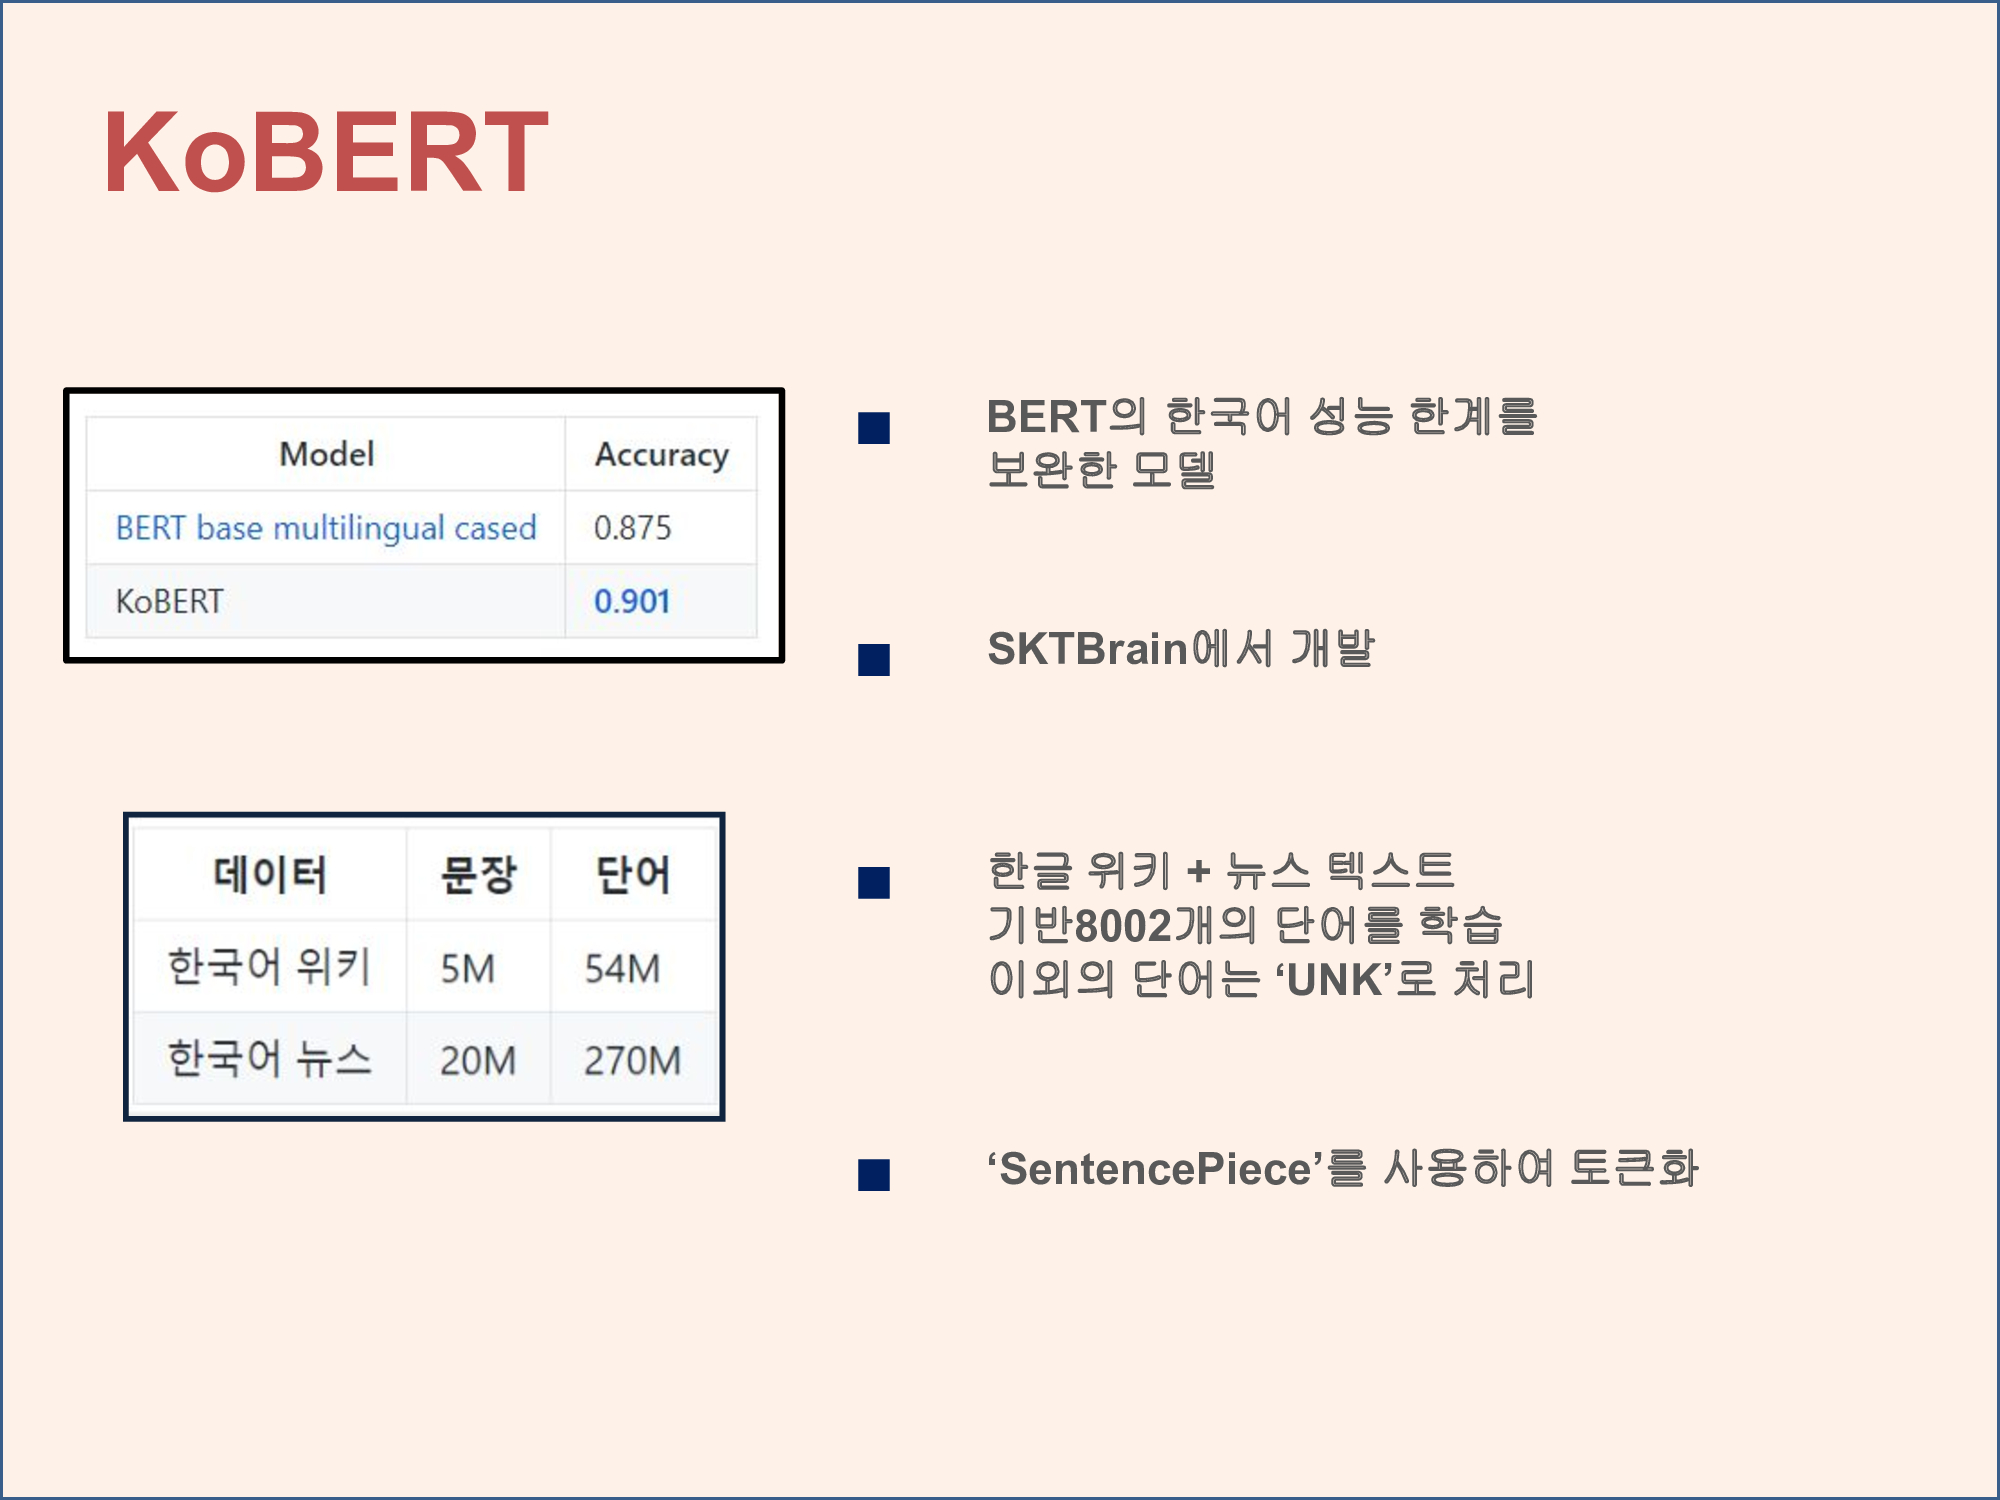 KoBERT
Model Accuracy
BERT base multilingual cased 0.875
KoBERT 0.901
데이터 문장 단어
한국어 위키 5M 54M
한국어 뉴스 20M 270M
BERT의 한국어 성능 한계를
보완한 모델
SKTBrain에서 개발
한글 위키 + 뉴스 텍스트
기반8002개의 단어를 학습
이외의 단어는 ‘UNK’로 처리
‘SentencePiece’를 사용하여 토큰화